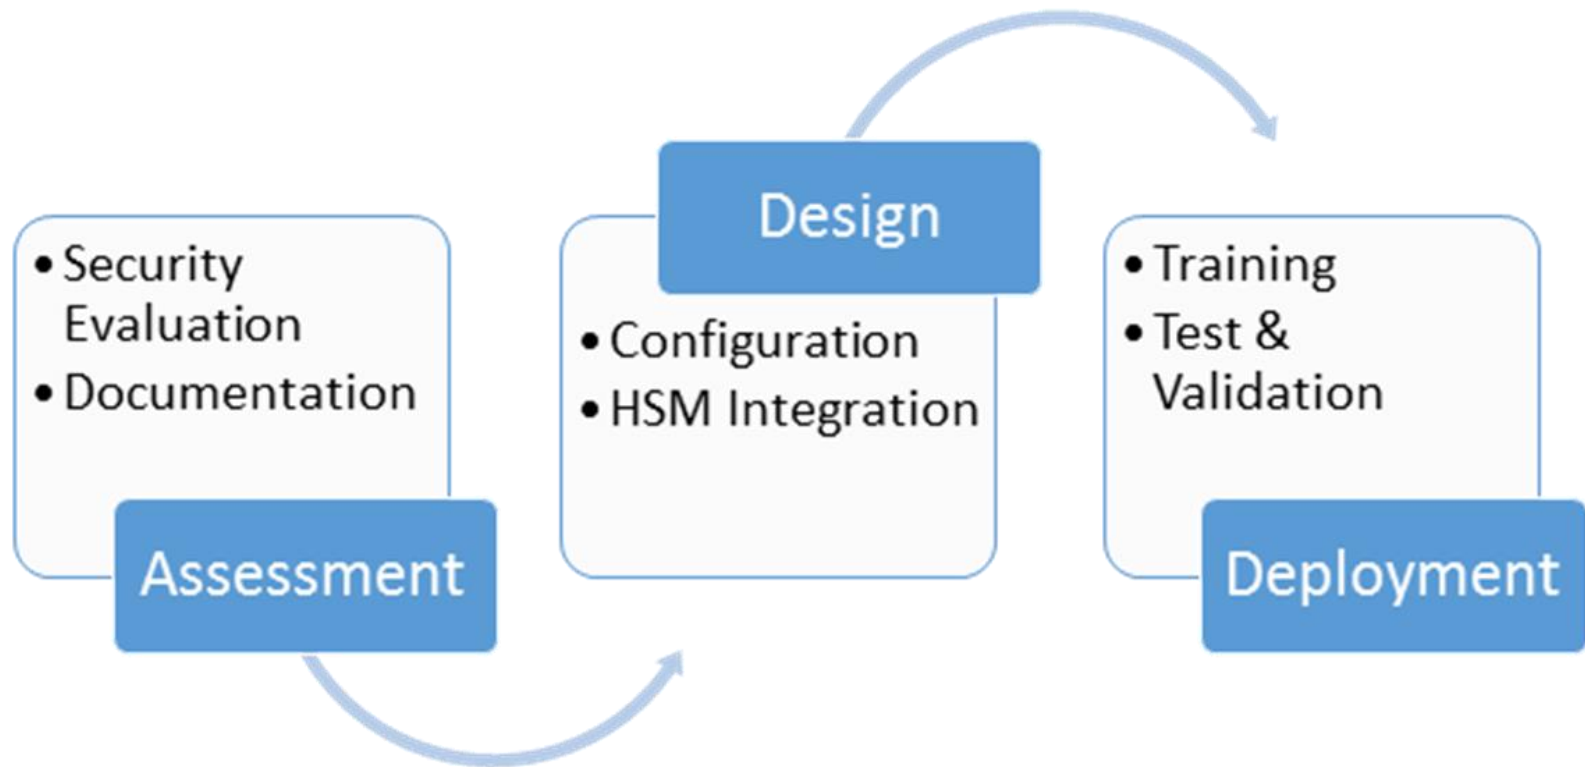 • Security
Evaluation
• Documentation
Assessment
Design
• Configuration
• HSM Integration
• Training
• Test &
Validation
Deployment